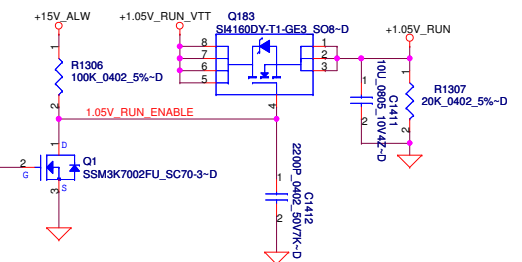 +15V_ALW
+1.05V_RUN_VTT
Q183
SI4160DY-T1-GE3_SO8~D
+1.05V_RUN
8
7
6
5
1
2
3
4
1
R1306
100K_0402_5%~D
2
1.05V_RUN_ENABLE
1
C1411
10U_0805_10V4Z~D
2
1
R1307
20K_0402_5%~D
2
1
D
2
G
Q1
SSM3K7002FU_SC70-3~D
3
S
1
C1412
2200P_0402_50V7K~D
2